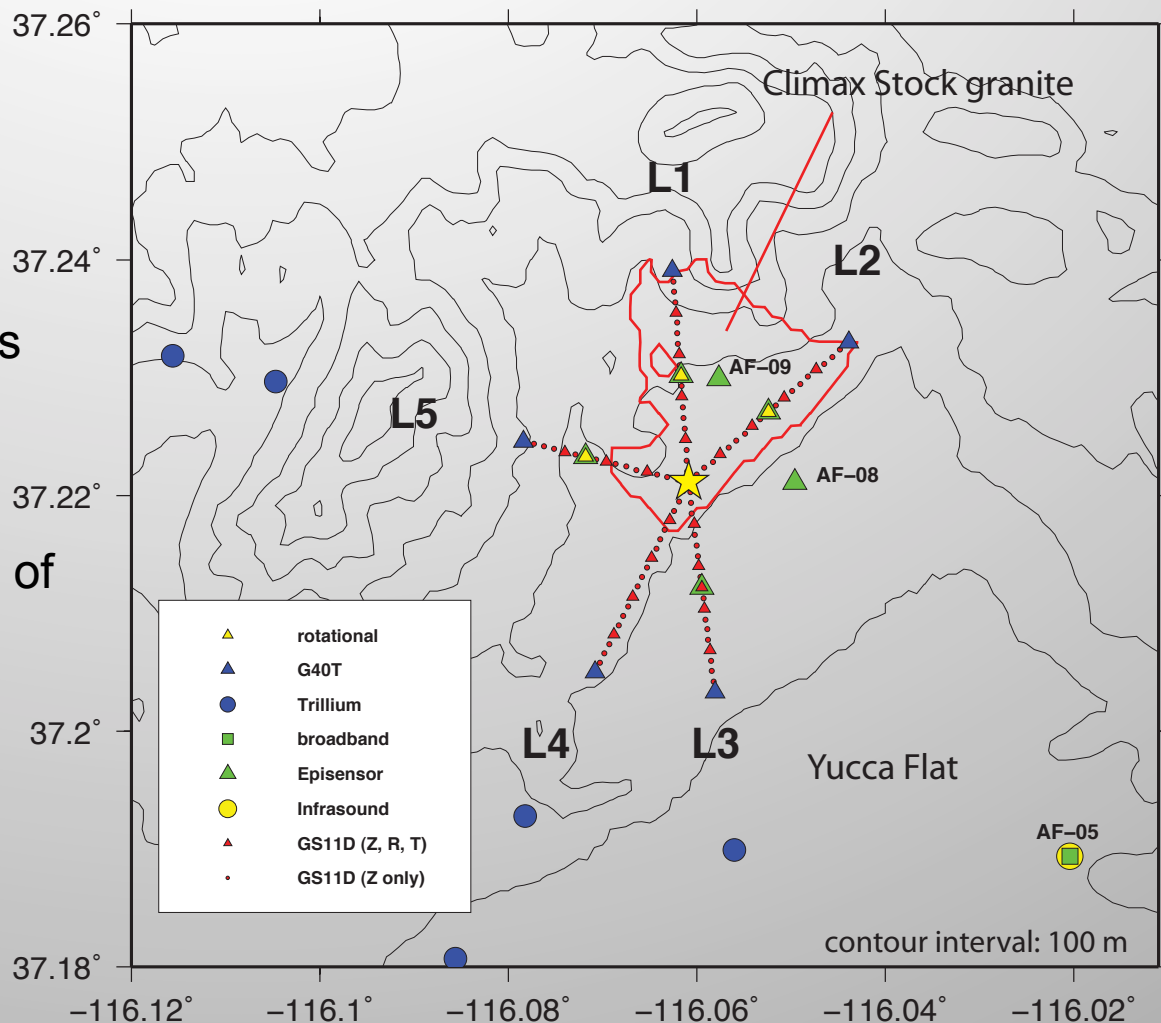 37.26°
Climax Stock granite
L1
37.24°
L2
s
AF−09
L5
AF−08
37.22°
of
rotational
G40T
Trillium
broadband
Episensor
Infrasound
GS11D (Z, R, T)
GS11D (Z only)
37.2°
L4
L3
Yucca Flat
AF−05
contour interval: 100 m
37.18°
−116.12° −116.1° −116.08° −116.06° −116.04° −116.02°